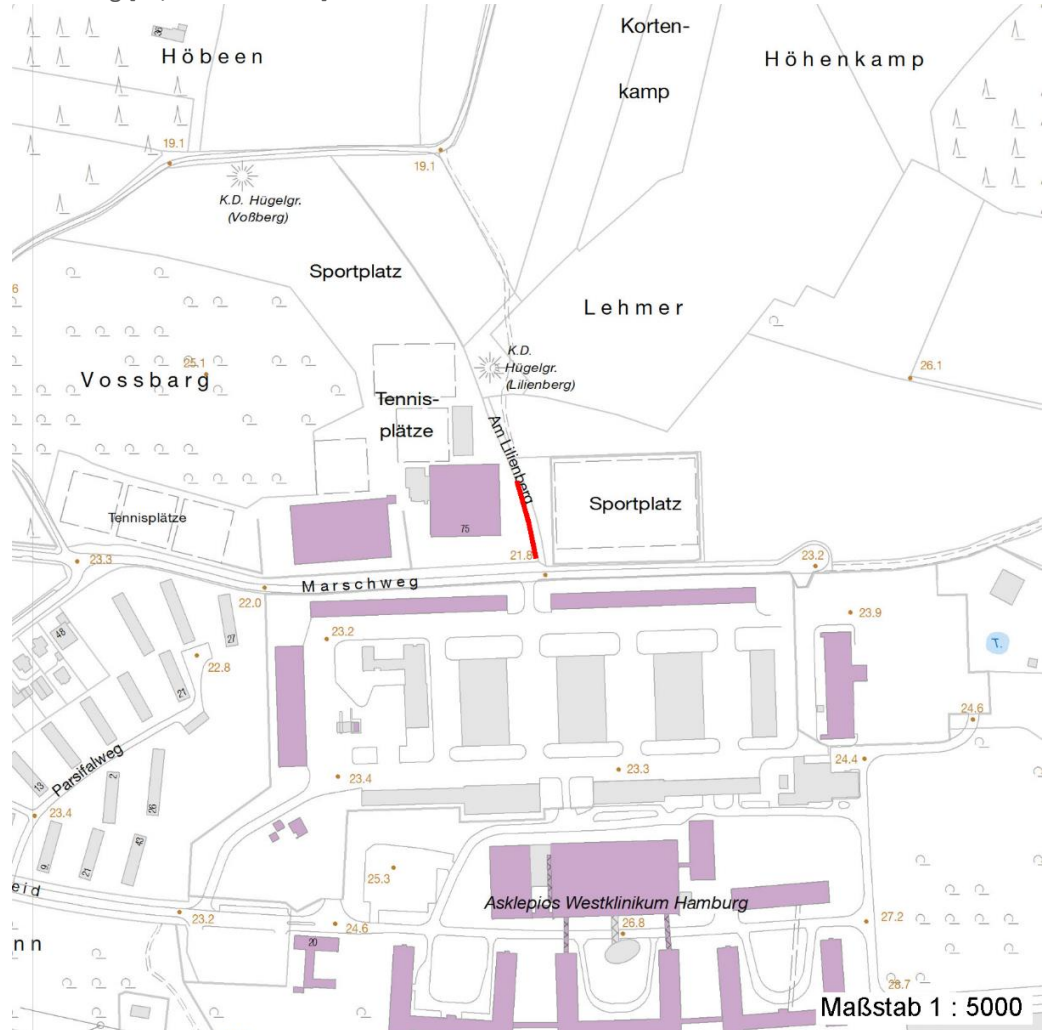 Höbeen
Korten-
kamp
Höhenkamp
19.1
19.1
K.D. Hügelgr.
(Voßberg)
Sportplatz
Lehmer
6
25.1
Vossbarg
K.D.
Hügelgr.
(Lilienberg)
26.1
Tennis-
plätze
Am Lilienberg
Tennisplätze
75
Sportplatz
23.3
21.8
23.2
22.0
Marschweg
48
27
23.2
23.9
22.8
21
T.
24.6
Parsifalweg
13
2
26
23.4
23.3
24.4
23.4
9
21
43
25.3
eid
Asklepios Westklinikum Hamburg
23.2
24.6
26.8
27.2
nn
20
28.7
Maßstab 1 : 5000